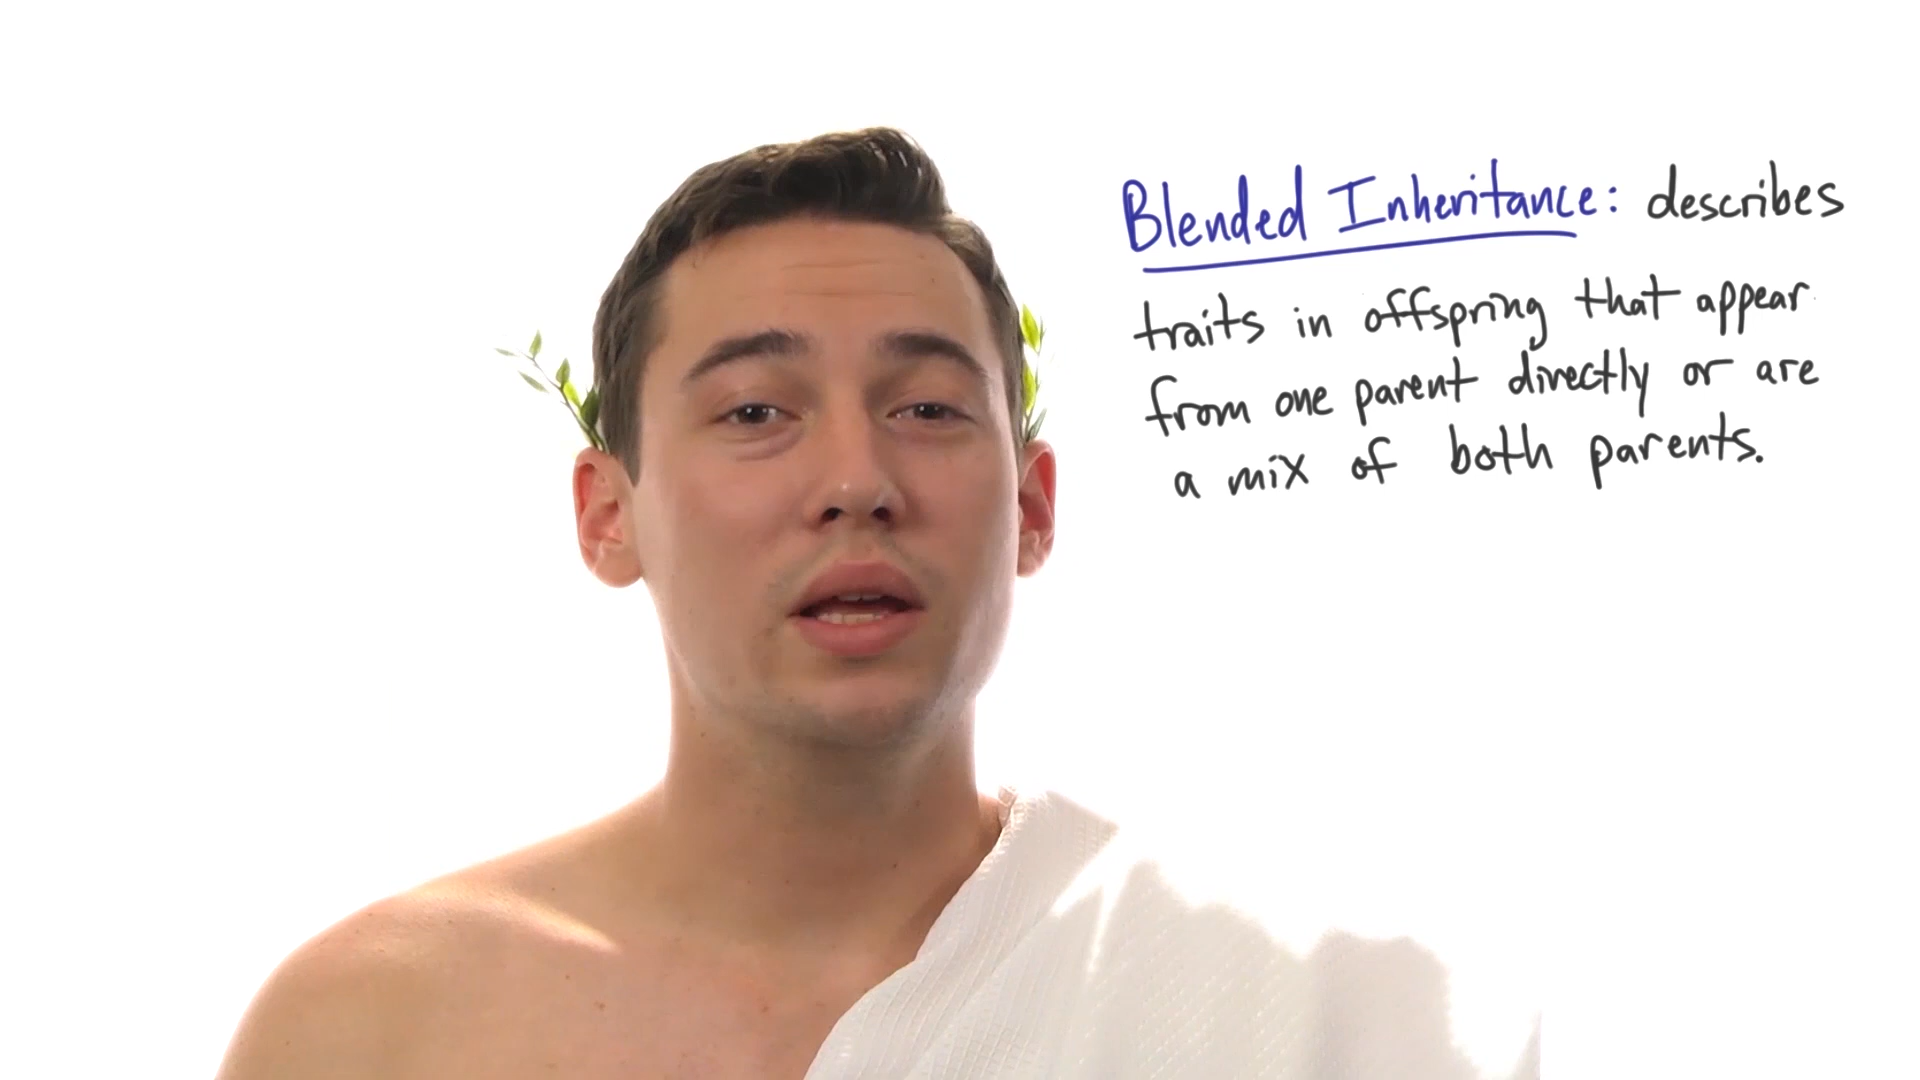 Blended Inheritance: describes
traits in offspring that appear
from one parent directly or are
a mix of both parents.